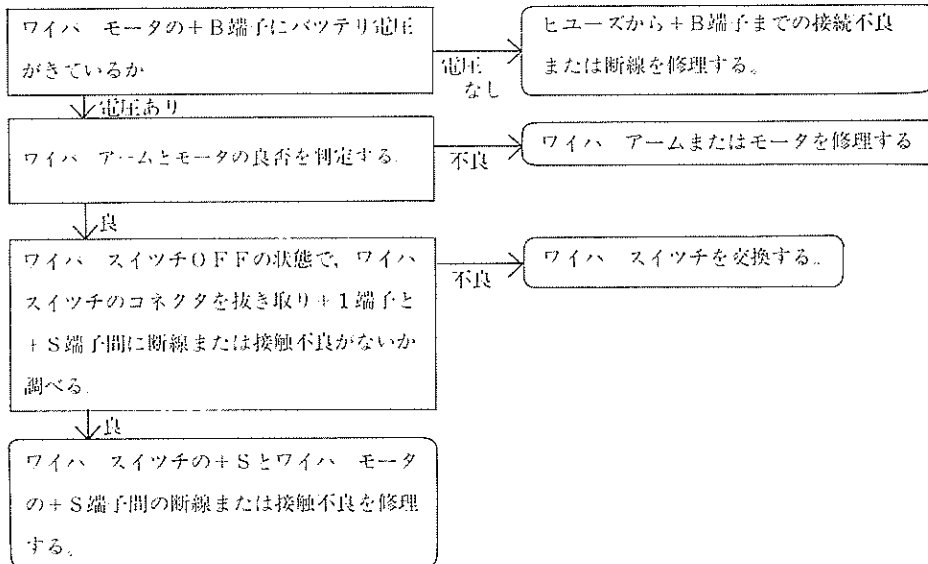 ワイパ モータの+B端子にバツテリ電圧
がきているか
ヒユーズから+B端子までの接続不良
または断線を修理する。
電圧
なし
電圧あり
ワイパ アームとモータの良否を判定する.
ワイパ アームまたはモータを修理する
不良
良
ワイパ スイツチOFFの状態で、ワイパ
スイツチのコネクタを抜き取り+1端子と
+S端子間に断線または接触不良がないか
調べる.
ワイパ スイツチを交換する。
不良
良
ワイパ スイツチの+Sとワイパ モータ
の+S端子間の断線または接触不良を修理
する。